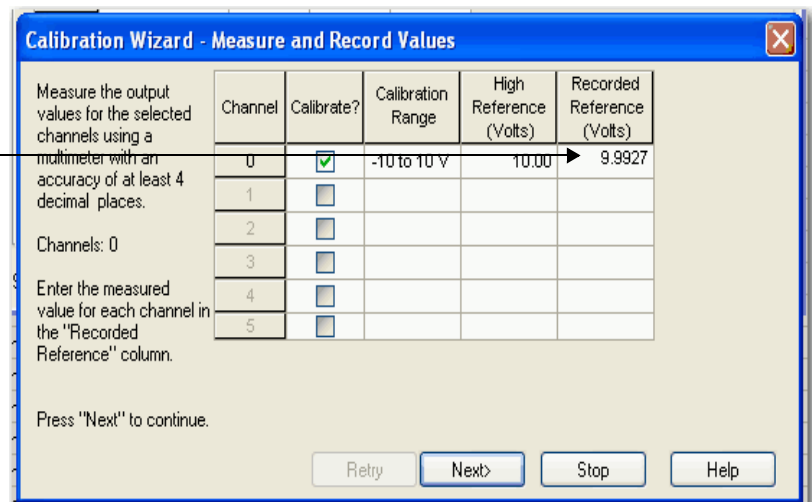 Calibration Wizard - Measure and Record Values
Measure the output
values for the selected
channels using a
multimeter with an
accuracy of at least 4
decimal places.
Channels: 0
Enter the measured
value for each channel in
the "Recorded
Reference" column.
Press "Next" to continue.
Channel Calibrate? Calibration Range High Reference (Volts) Recorded Reference (Volts)
0 -10 to 10 V 10.00 9.9927
1
2
3
4
5
Retry Next> Stop Help